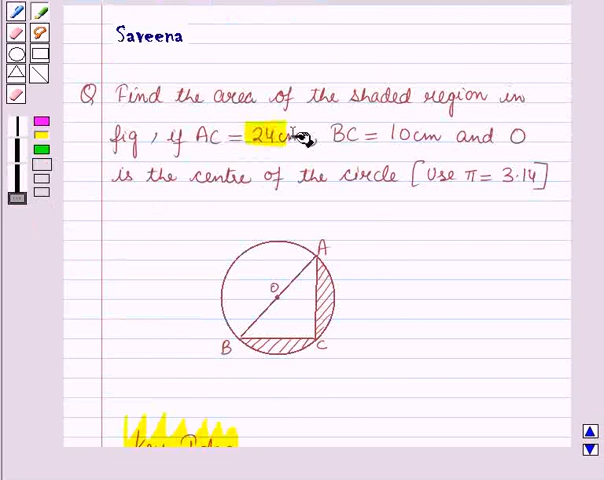 Saveena
Q Find the area of the shaded region in
fig, if AC = 24cm, BC = 10cm and O
is the centre of the circle [Use π = 3.14]
A
O
B
C
Key